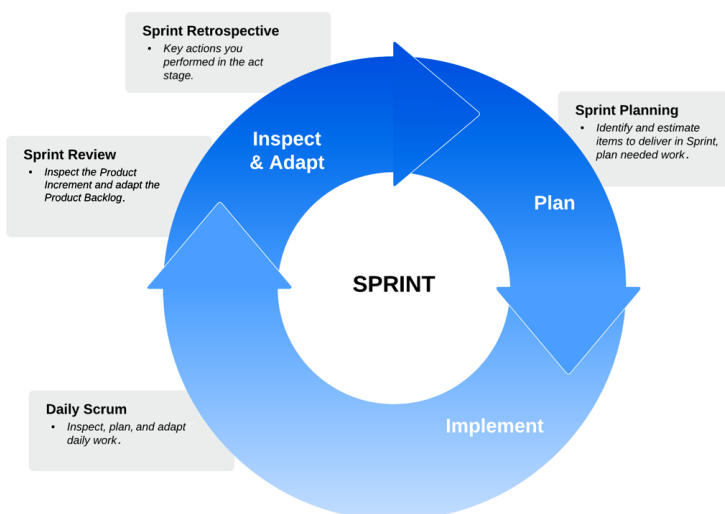 Sprint Retrospective
• Key actions you
performed in the act
stage.
Sprint Planning
• Identify and estimate
items to deliver in Sprint,
plan needed work.
Inspect
& Adapt
Sprint Review
• Inspect the Product
Increment and adapt the
Product Backlog.
Plan
SPRINT
Daily Scrum
• Inspect, plan, and adapt
daily work.
Implement